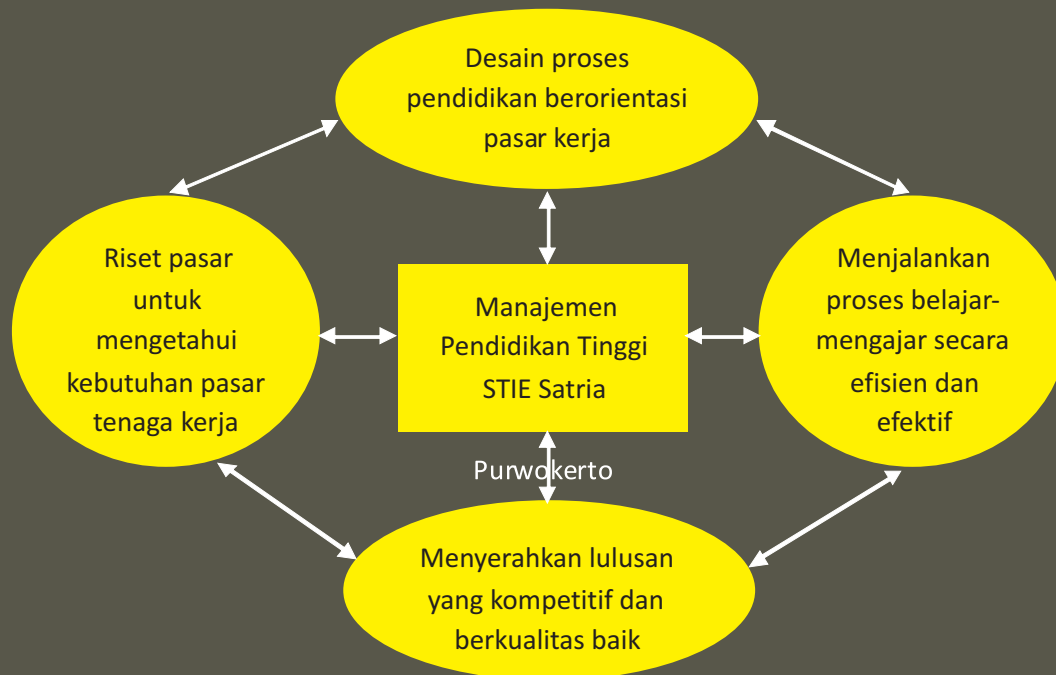 Desain proses
pendidikan berorientasi
pasar kerja
Riset pasar
untuk
mengetahui
kebutuhan pasar
tenaga kerja
Manajemen
Pendidikan Tinggi
STIE Satria
Purwokerto
Menjalankan
proses belajar-
mengajar secara
efisien dan
efektif
Menyerahkan lulusan
yang kompetitif dan
berkualitas baik